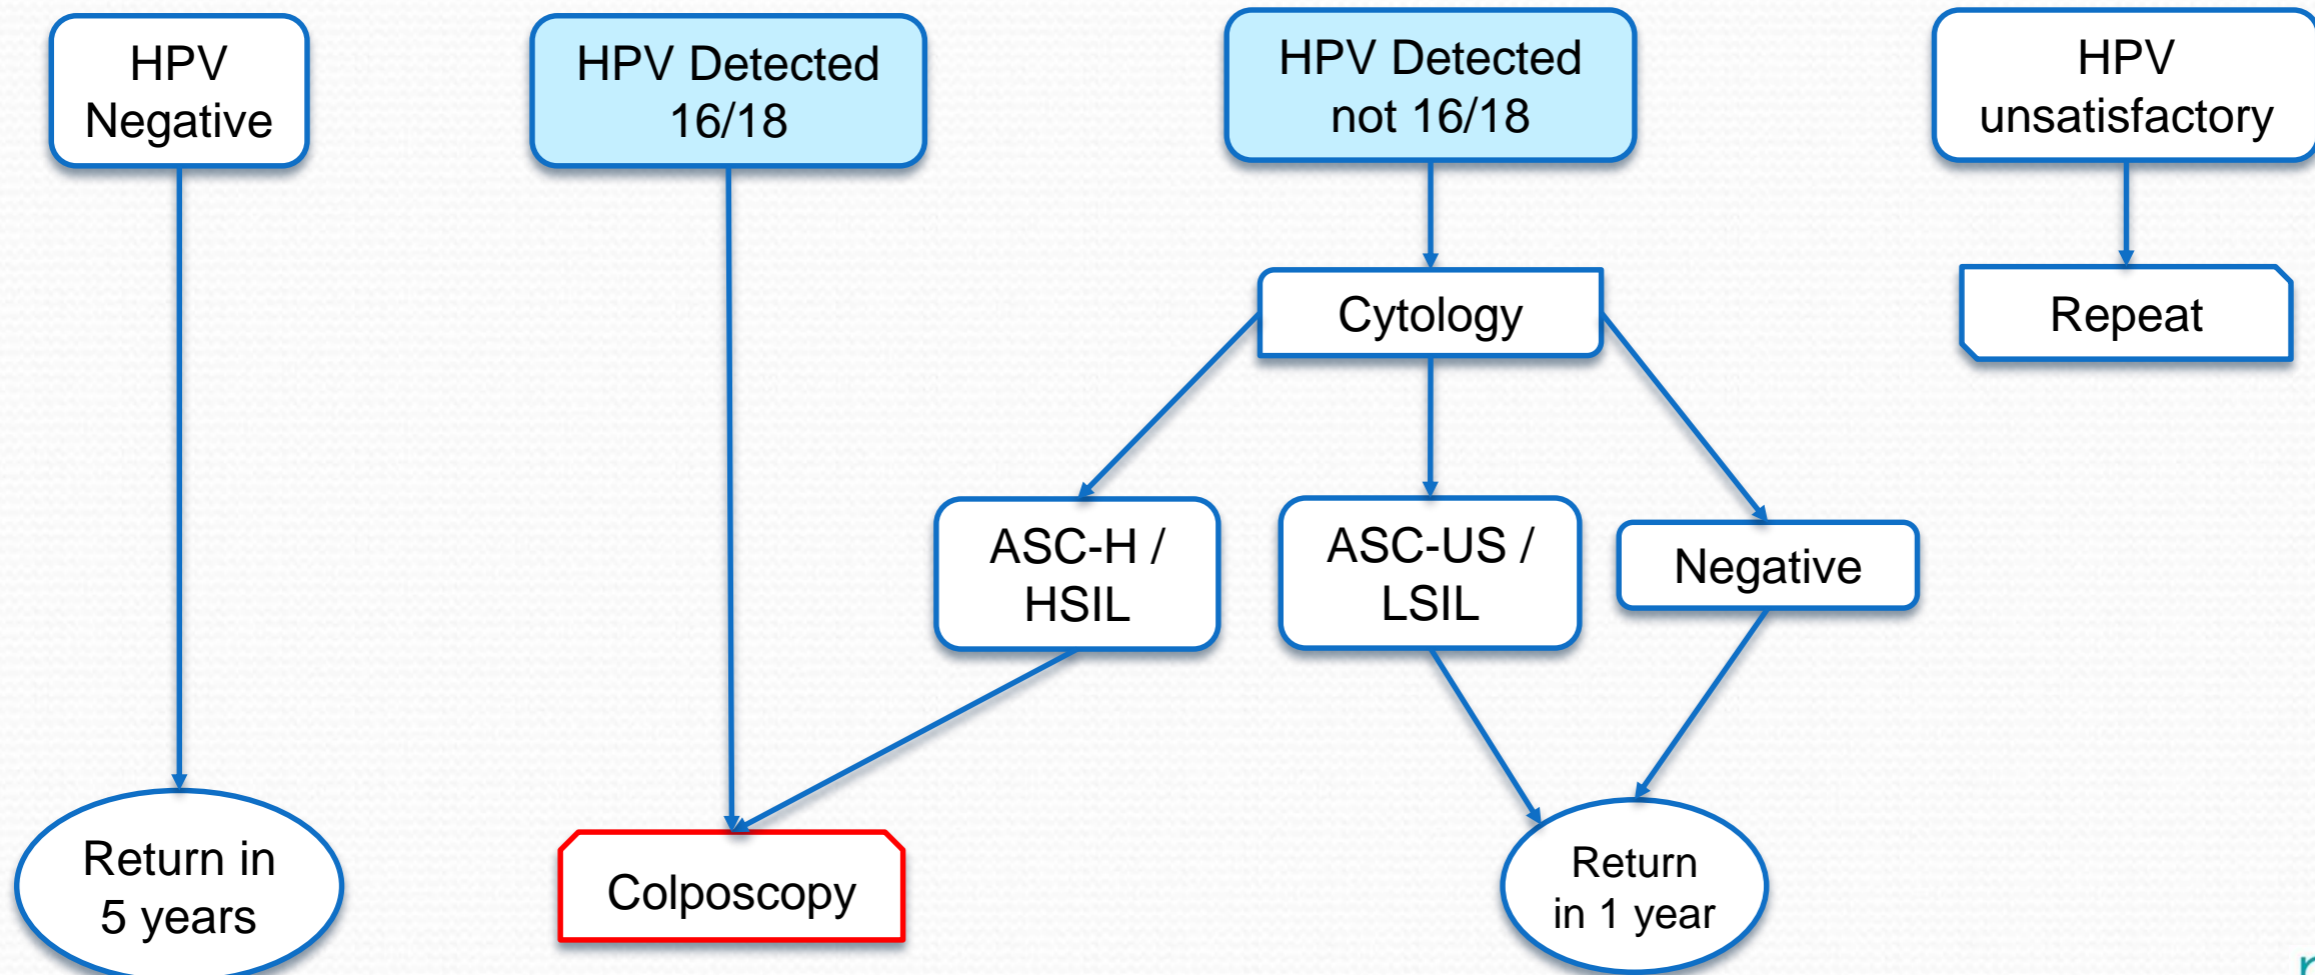 HPV
Negative
HPV Detected
16/18
HPV Detected
not 16/18
HPV
unsatisfactory
Cytology
Repeat
ASC-H /
HSIL
ASC-US /
LSIL
Negative
Return in
5 years
Colposcopy
Return
in 1 year